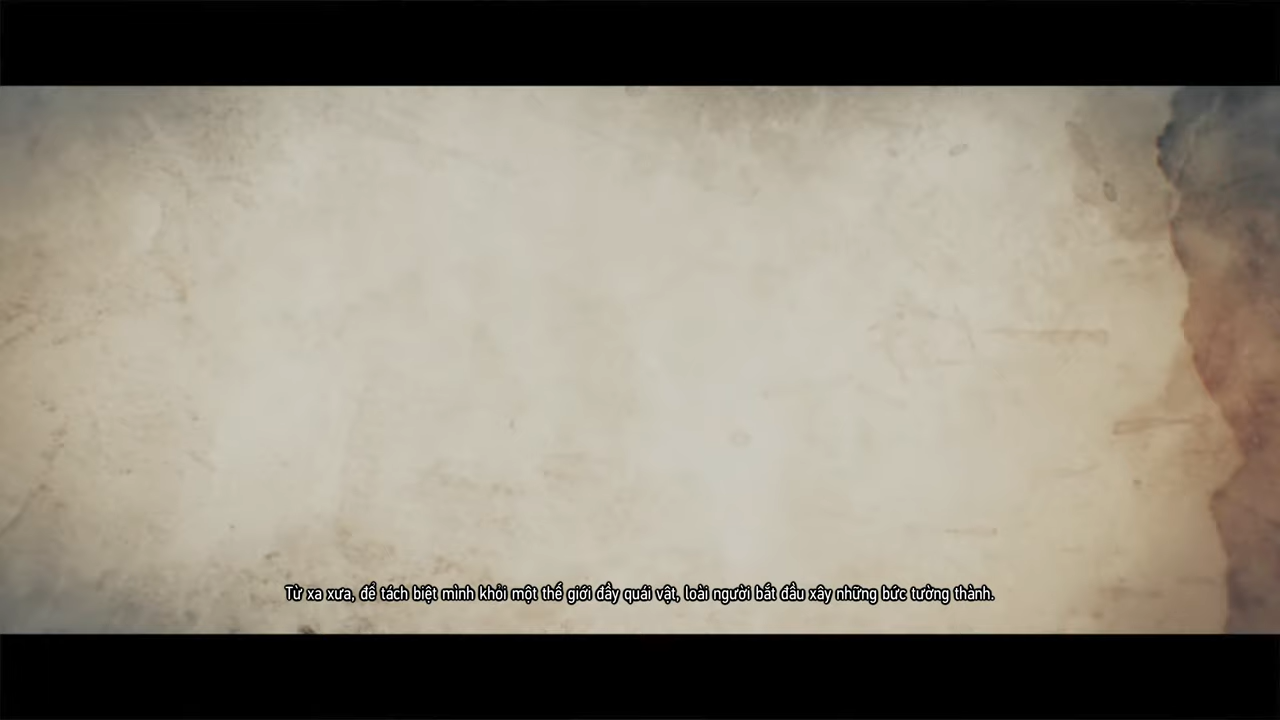 Từ xa xưa, để tách biệt mình khỏi một thế giới đầy quái vật, loài người bắt đầu xây những bức tường thành.